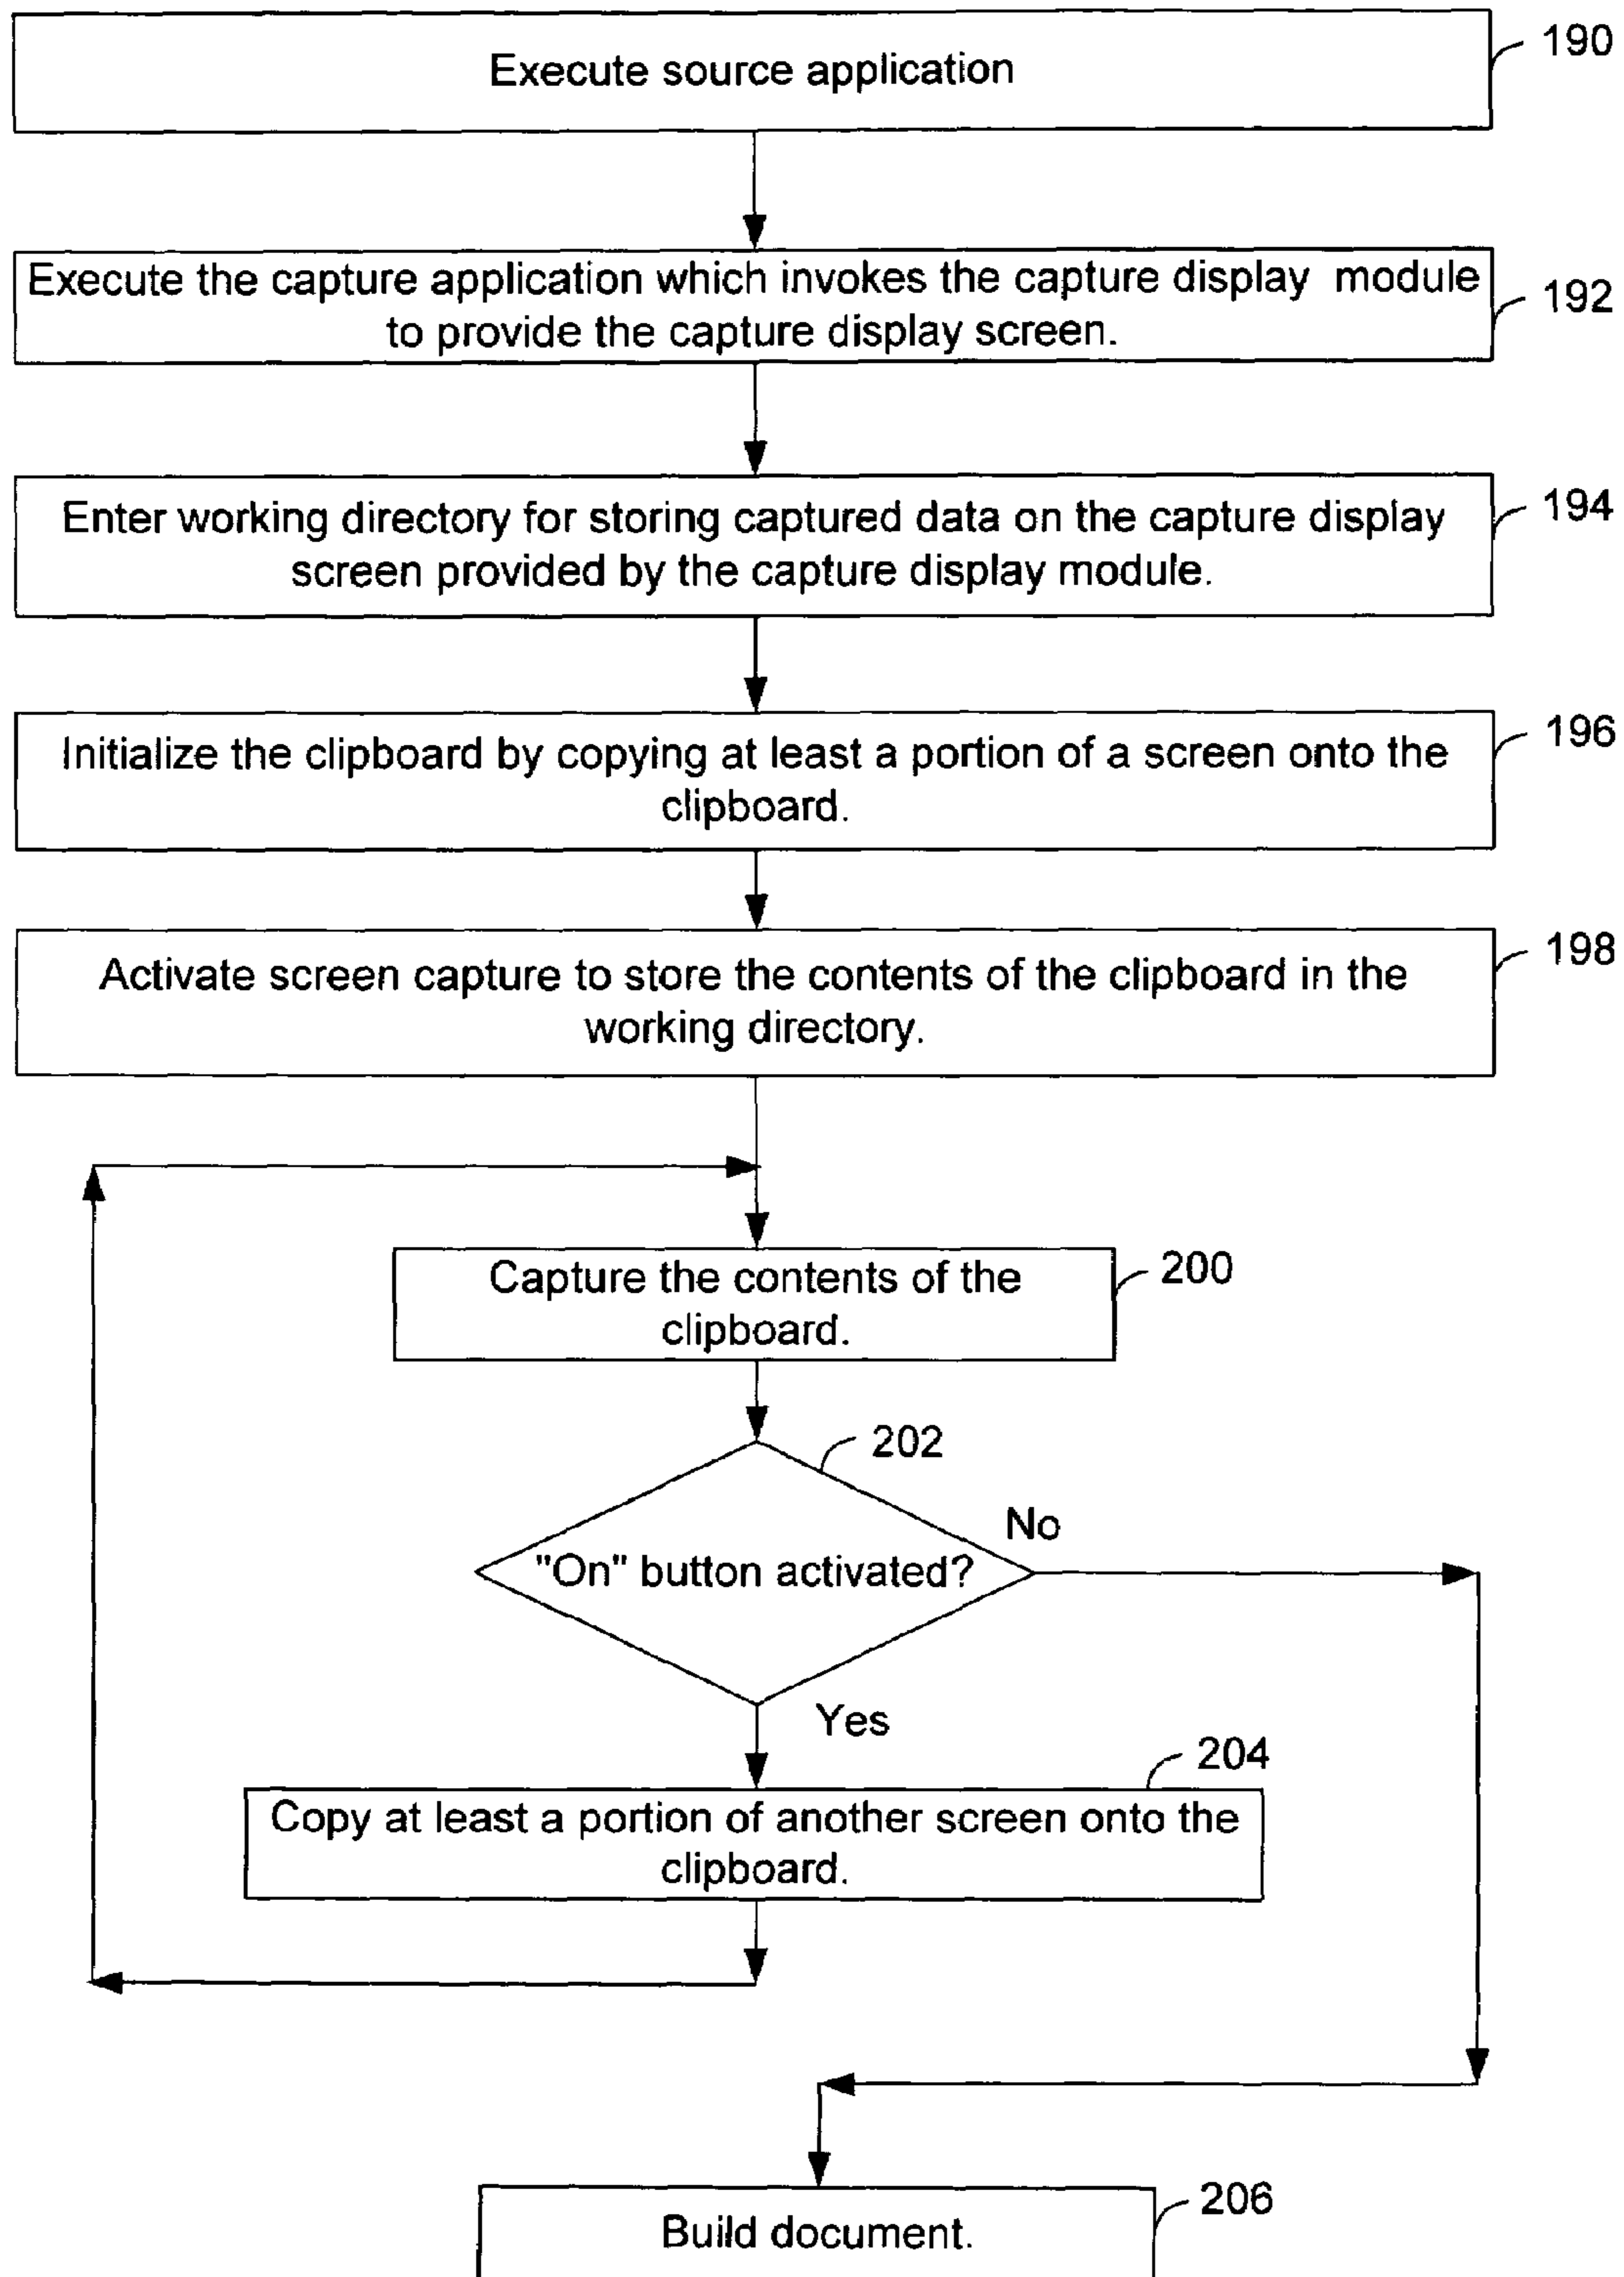 Execute source application
190
Execute the capture application which invokes the capture display module
to provide the capture display screen.
192
Enter working directory for storing captured data on the capture display
screen provided by the capture display module.
194
Initialize the clipboard by copying at least a portion of a screen onto the
clipboard.
196
Activate screen capture to store the contents of the clipboard in the
working directory.
198
Capture the contents of the
clipboard.
200
202
"On" button activated?
No
Yes
204
Copy at least a portion of another screen onto the
clipboard.
206
Build document.